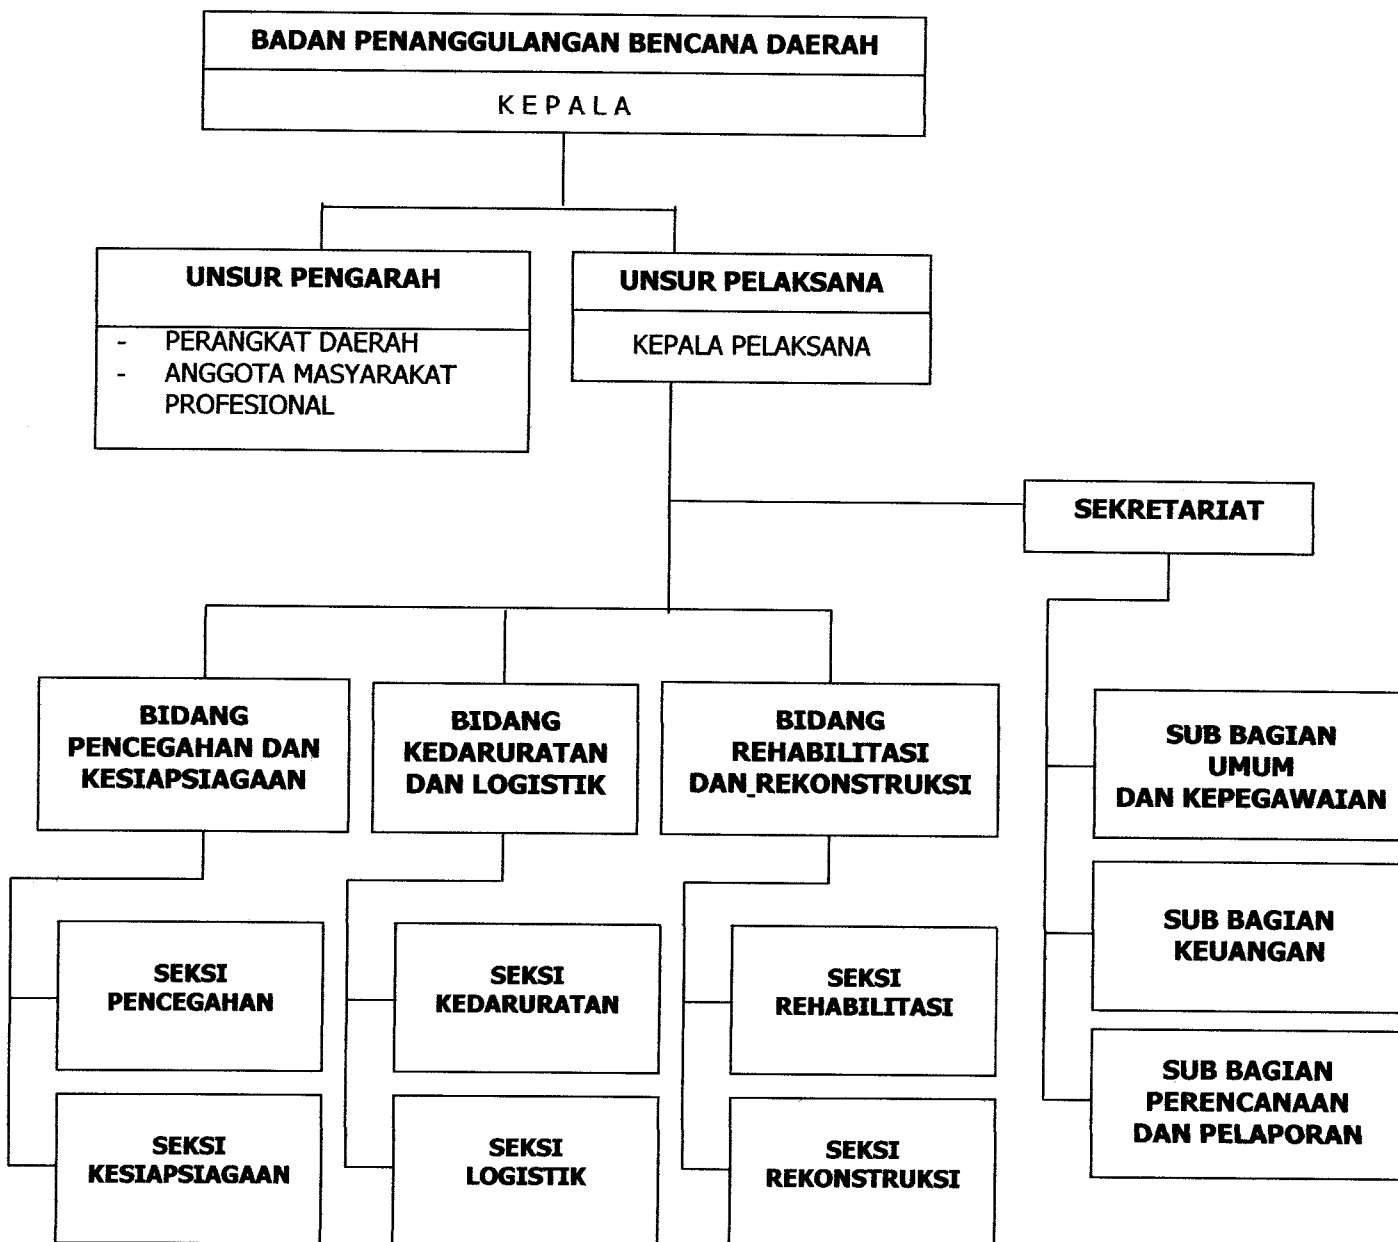 BADAN PENANGGULANGAN BENCANA DAERAH
K E P A L A
UNSUR PENGARAH
- PERANGKAT DAERAH
- ANGGOTA MASYARAKAT
PROFESIONAL
UNSUR PELAKSANA
KEPALA PELAKSANA
SEKRETARIAT
BIDANG
PENCEGAHAN DAN
KESIAPSIAGAAN
BIDANG
KEDARURATAN
DAN LOGISTIK
BIDANG
REHABILITASI
DAN REKONSTRUKSI
SUB BAGIAN
UMUM
DAN KEPEGAWAIAN
SEKSI
PENCEGAHAN
SEKSI
KEDARURATAN
SEKSI
REHABILITASI
SUB BAGIAN
KEUANGAN
SEKSI
KESIAPSIAGAAN
SEKSI
LOGISTIK
SEKSI
REKONSTRUKSI
SUB BAGIAN
PERENCANAAN
DAN PELAPORAN